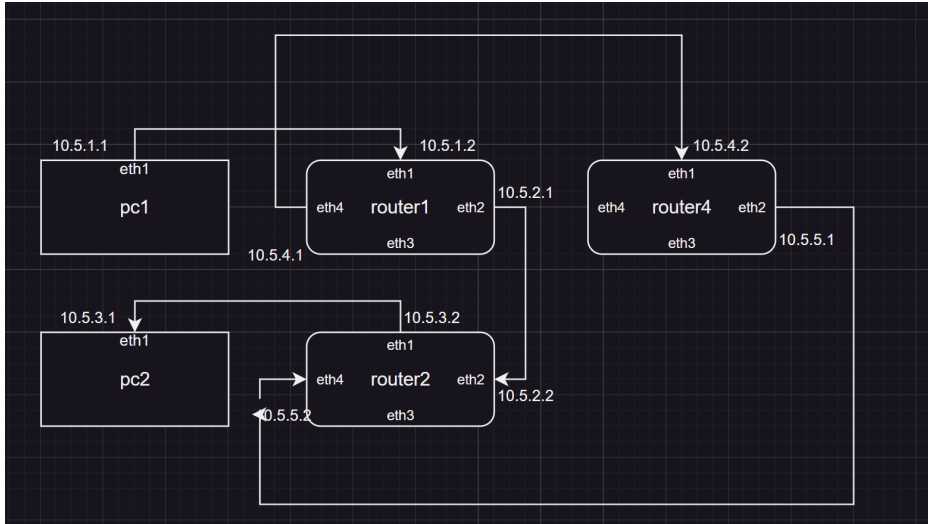 10.5.1.1
eth1
pc1
10.5.1.2
eth1
eth4
router1
eth2
eth3
10.5.2.1
10.5.4.1
10.5.4.2
eth1
eth4
router4
eth2
eth3
10.5.5.1
10.5.3.1
eth1
pc2
10.5.3.2
eth1
eth4
router2
eth2
eth3
10.5.2.2
10.5.5.2